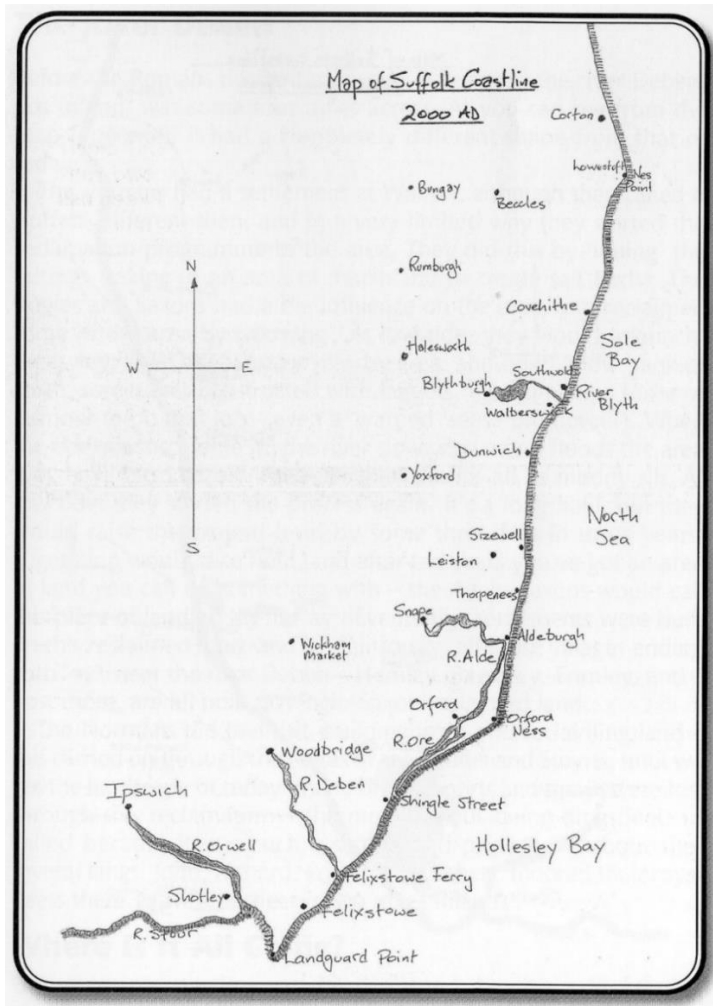 Map of Suffolk Coastline
2000 AD
Corton
Lowestoft
Ness
Point
Bungay
Beccles
N
Rumburgh
Covehithe
Halesworth
Sole
Bay
W
E
Southwold
Blythburgh
River
Blyth
Walberswick
Dunwich
Yoxford
North
Sea
S
Sizewell
Leiston
Thorpeness
Snape
Aldeburgh
Wickham
market
R.Alde
Orford
Orford
Ness
R.Ore
Woodbridge
R.Deben
Ipswich
Shingle Street
R.Orwell
Hollesley Bay
Felixstowe Ferry
Shotley
Felixstowe
R.Stour
Landguard Point